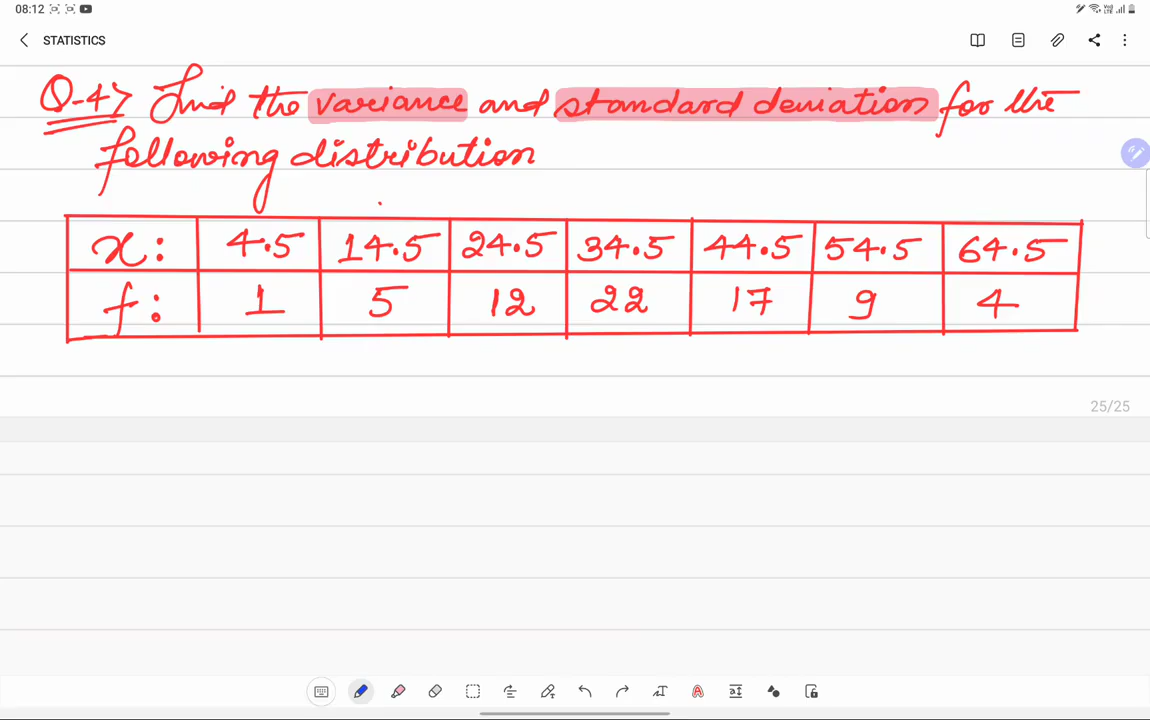 08:12
STATISTICS
Q-47 Find the variance and standard deviation for the
following distribution
x: 4.5 14.5 24.5 34.5 44.5 54.5 64.5
f: 1 5 12 22 17 9 4
25/25